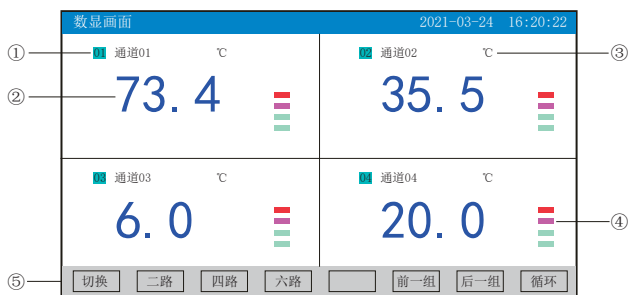 数显画面 2021-03-24 16:20:22
① 01 通道01 ℃ 02 通道02 ℃ ③
② 73.4 35.5
03 通道03 ℃ 04 通道04 ℃
6.0 20.0 ④
⑤ 切换 二路 四路 六路 前一组 后一组 循环